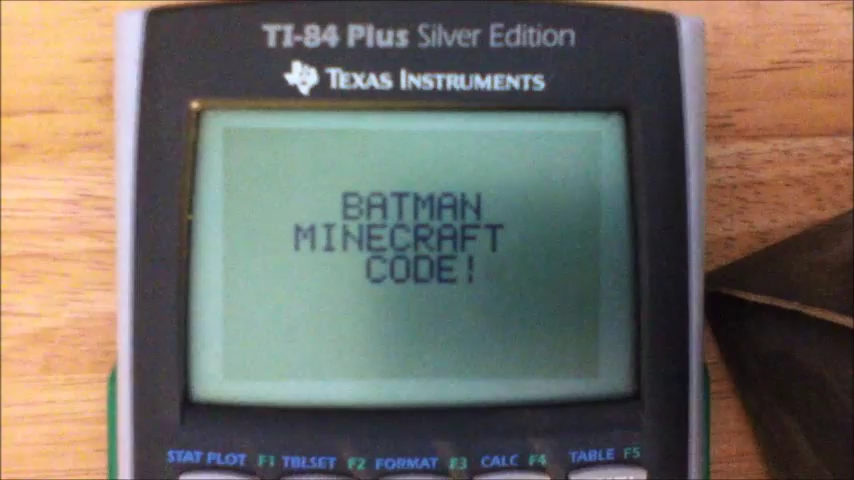 TI-84 Plus Silver Edition
TEXAS INSTRUMENTS
BATMAN
MINECRAFT
CODE!
STAT PLOT F1 TBLSET F2 FORMAT F3 CALC F4 TABLE F5